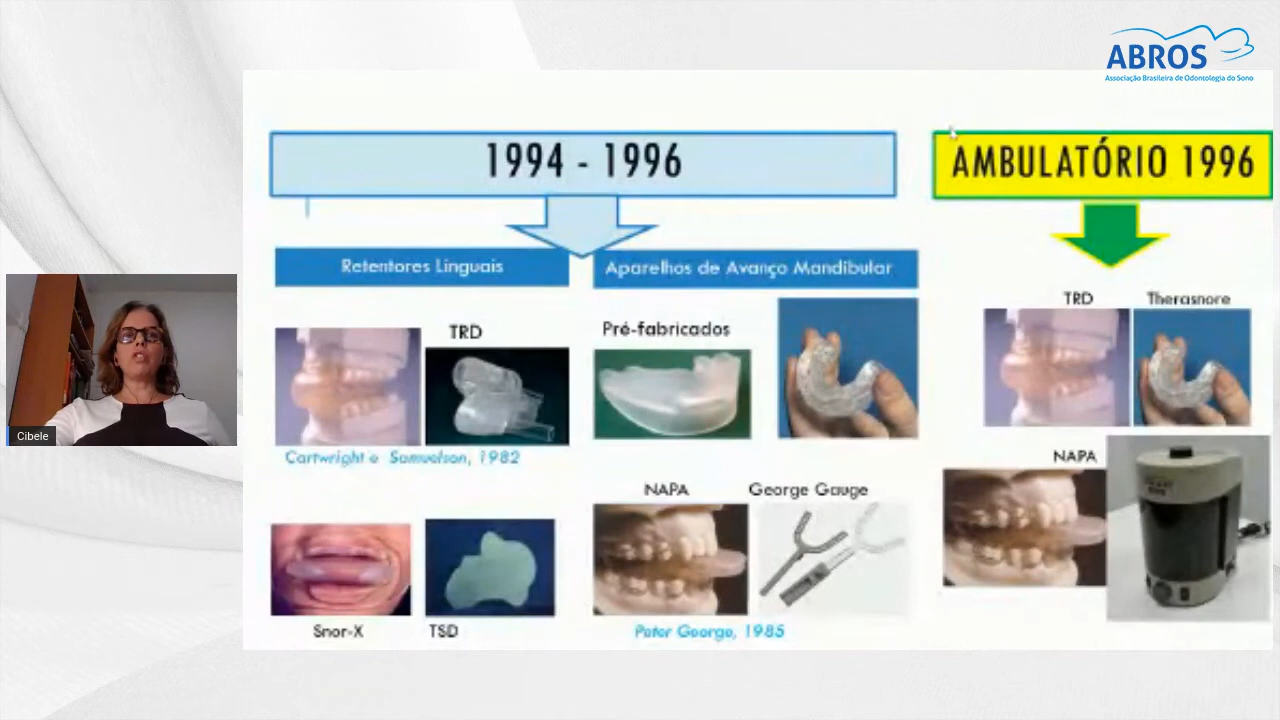 ABROS
Associação Brasileira de Odontologia do Sono
1994 - 1996
AMBULATÓRIO 1996
Retentores Linguais
Aparelhos de Avanço Mandibular
TRD
Pré-fabricados
TRD
Therasnore
Cartwright e Samuelson, 1982
NAPA
George Gauge
NAPA
Snor-X
TSD
Peter George, 1985
Cibele